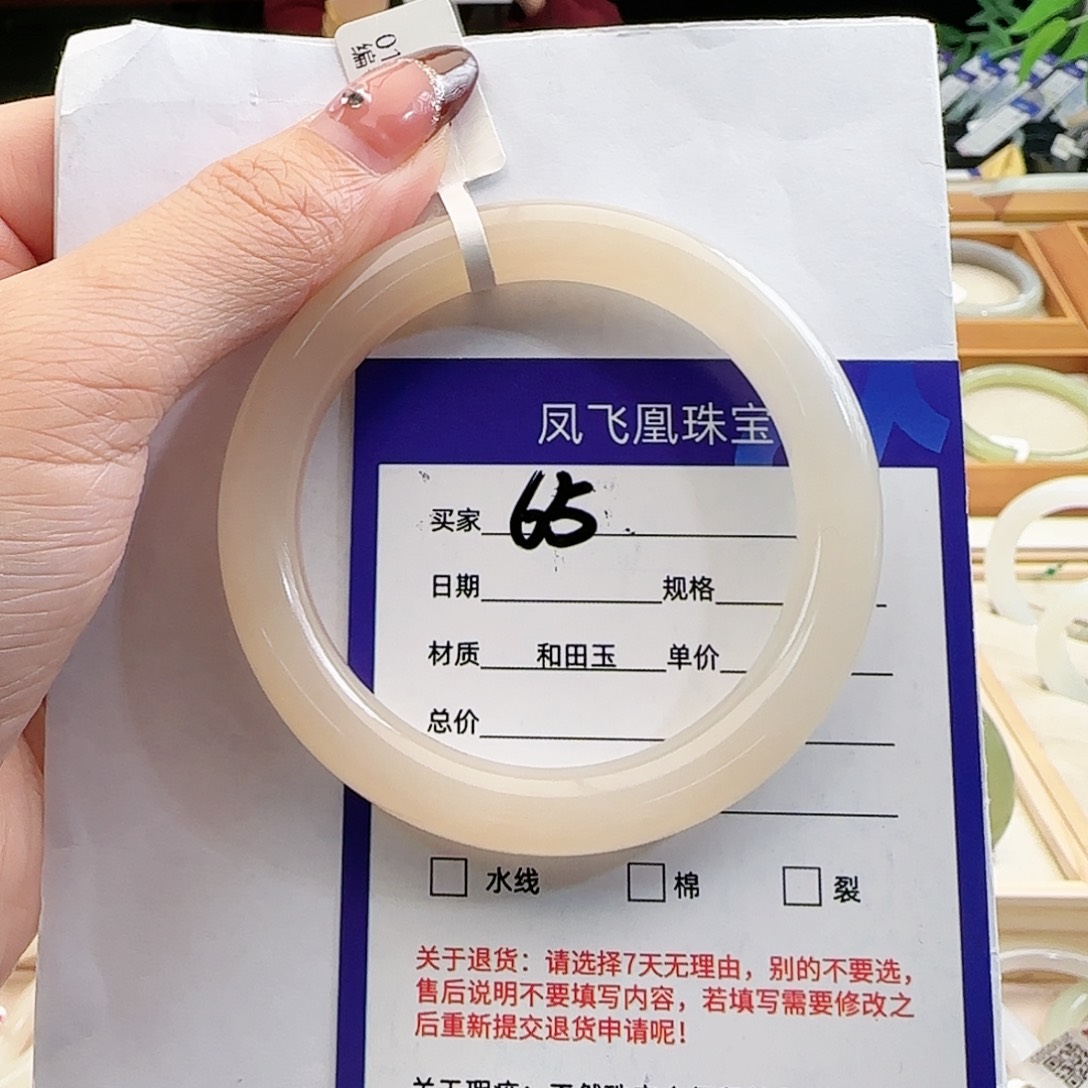 01
编
凤飞凰珠宝
买家 65
日期 规格
材质 和田玉 单价
总价
水线 棉 裂
关于退货：请选择7天无理由，别的不要选，
售后说明不要填写内容，若填写需要修改之
后重新提交退货申请呢！